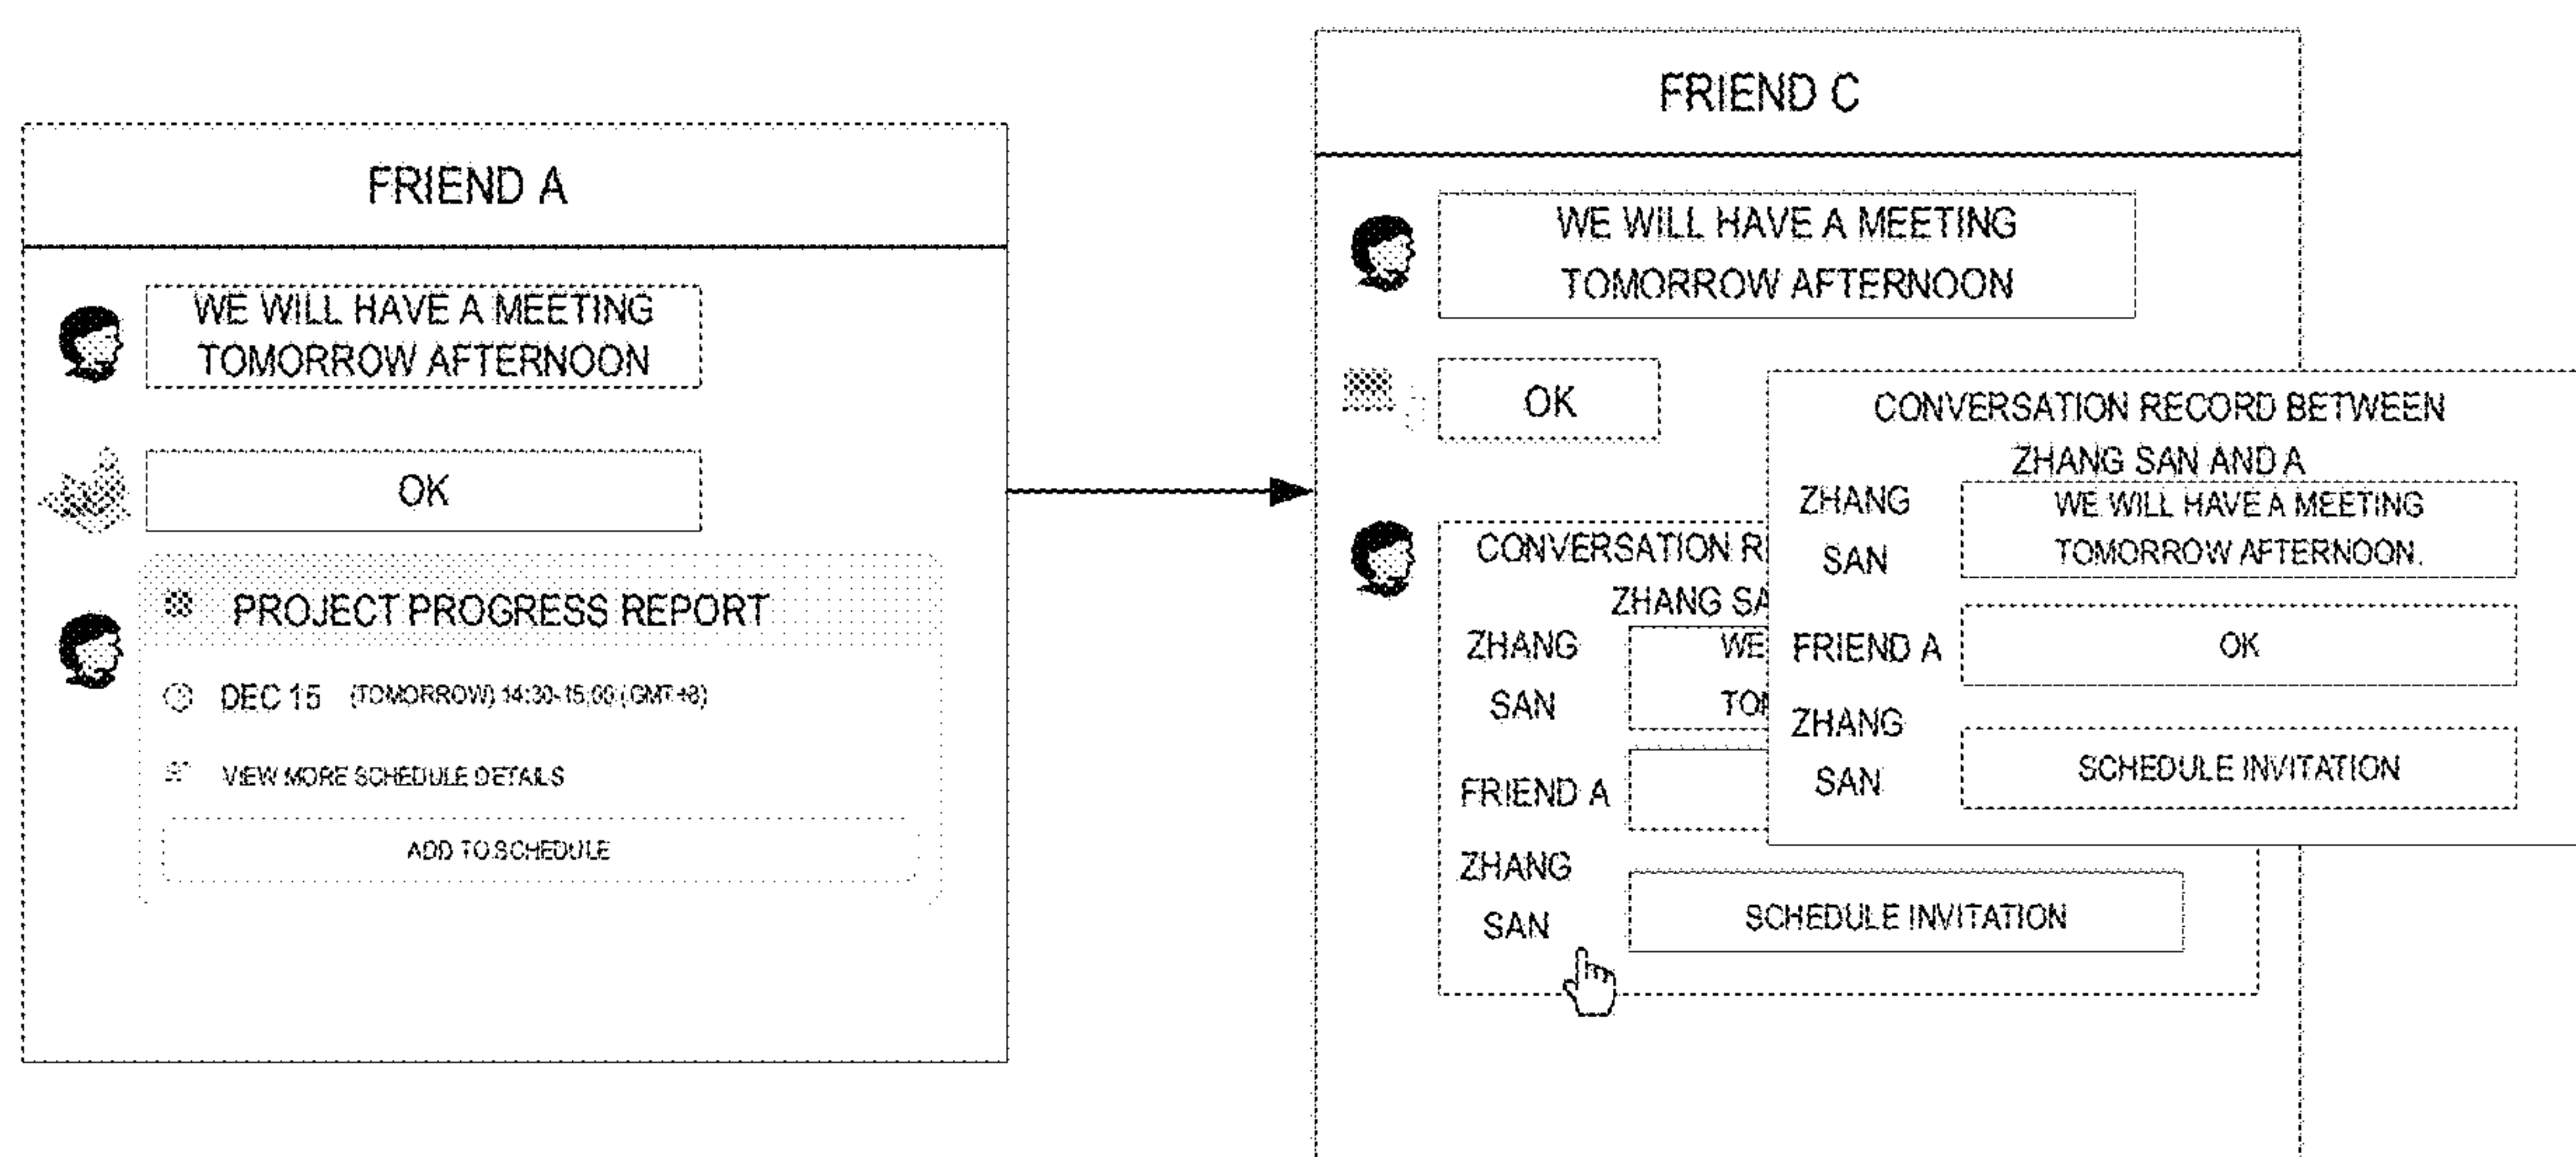 FRIEND A
WE WILL HAVE A MEETING
TOMORROW AFTERNOON
OK
PROJECT PROGRESS REPORT
DEC 15 (TOMORROW) 14:30-15:00 (GMT+8)
VIEW MORE SCHEDULE DETAILS
ADD TO SCHEDULE
FRIEND C
WE WILL HAVE A MEETING
TOMORROW AFTERNOON
OK
CONVERSATION R
ZHANG SA
ZHANG
SAN
WE
TOM
FRIEND A
ZHANG
SAN
SCHEDULE INVITATION
CONVERSATION RECORD BETWEEN
ZHANG SAN AND A
ZHANG
SAN
WE WILL HAVE A MEETING
TOMORROW AFTERNOON.
FRIEND A
OK
ZHANG
SAN
SCHEDULE INVITATION